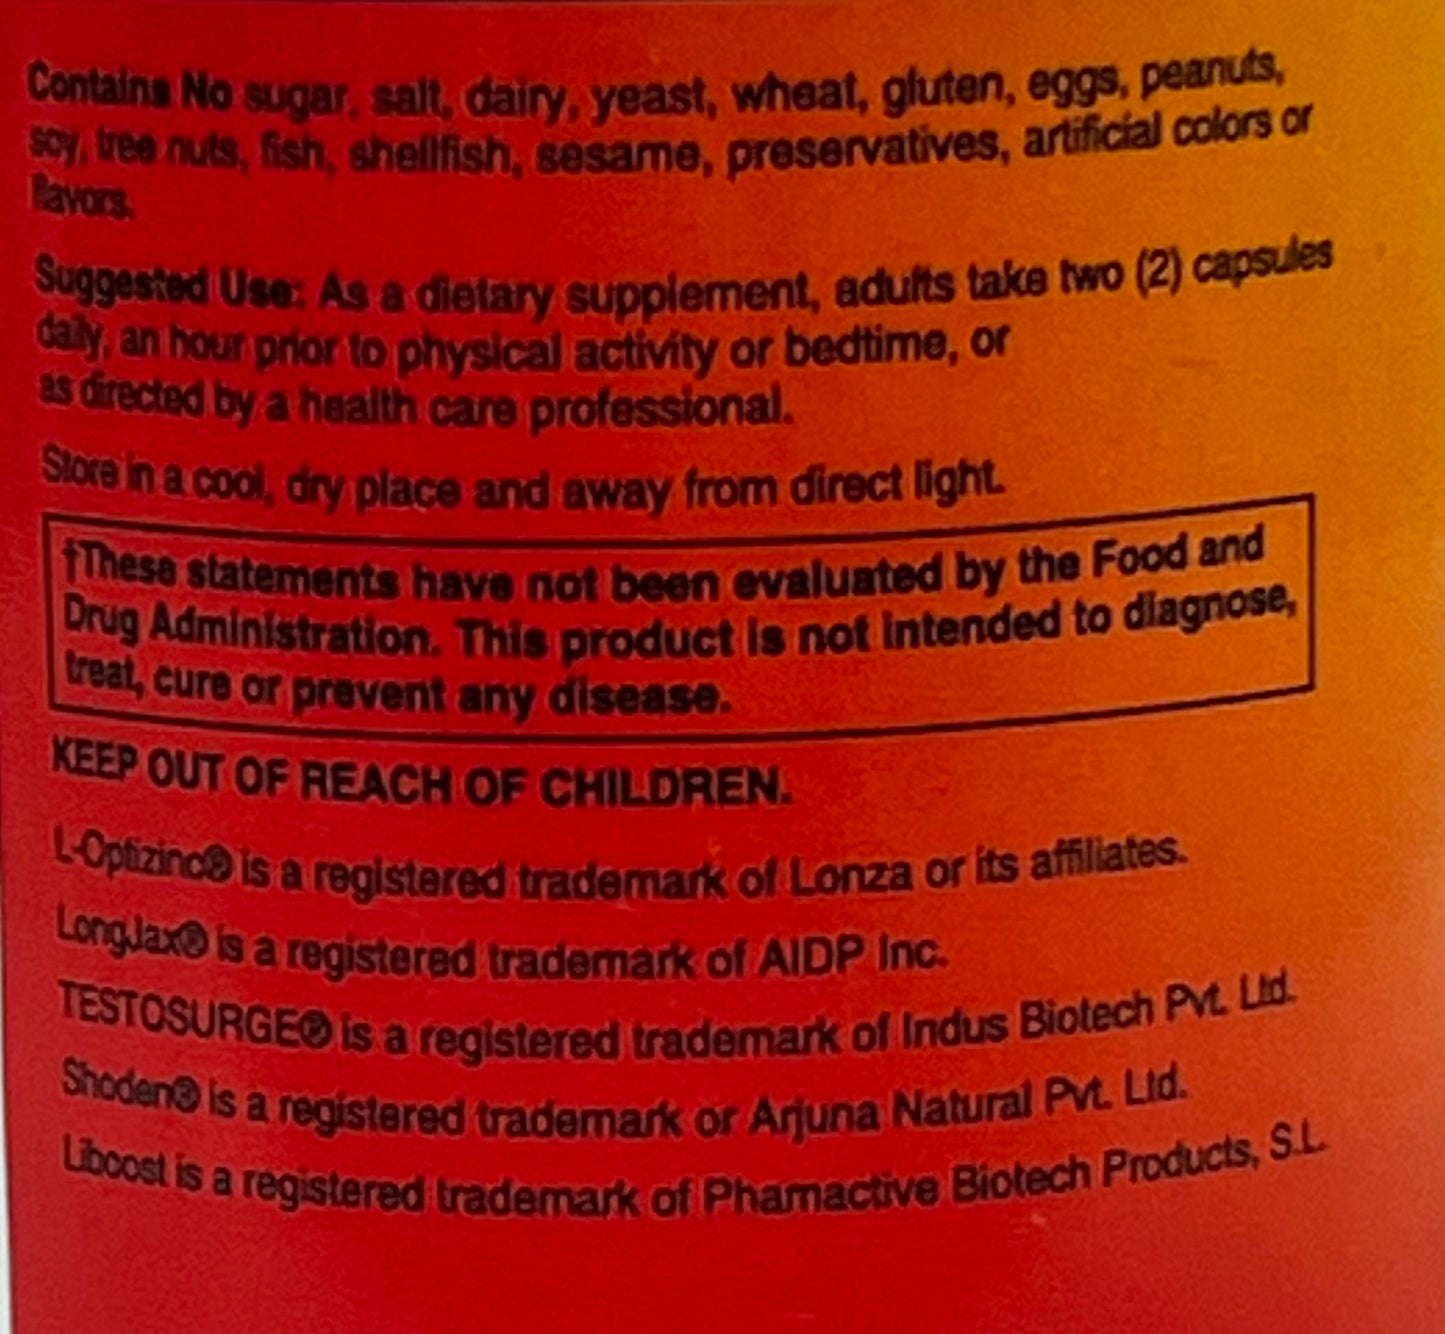 Contains No sugar, salt, dairy, yeast, wheat, gluten, eggs, peanuts,
soy, tree nuts, fish, shellfish, sesame, preservatives, artificial colors or
flavors.
Suggested Use: As a dietary supplement, adults take two (2) capsules
daily, an hour prior to physical activity or bedtime, or
as directed by a health care professional.
Store in a cool, dry place and away from direct light.
†These statements have not been evaluated by the Food and
Drug Administration. This product is not intended to diagnose,
treat, cure or prevent any disease.
KEEP OUT OF REACH OF CHILDREN.
L-Optizinc® is a registered trademark of Lonza or its affiliates.
LongJax® is a registered trademark of AIDP Inc.
TESTOSURGE® is a registered trademark of Indus Biotech Pvt. Ltd.
Shoden® is a registered trademark or Arjuna Natural Pvt. Ltd.
Liboost is a registered trademark of Phamactive Biotech Products, S.L.